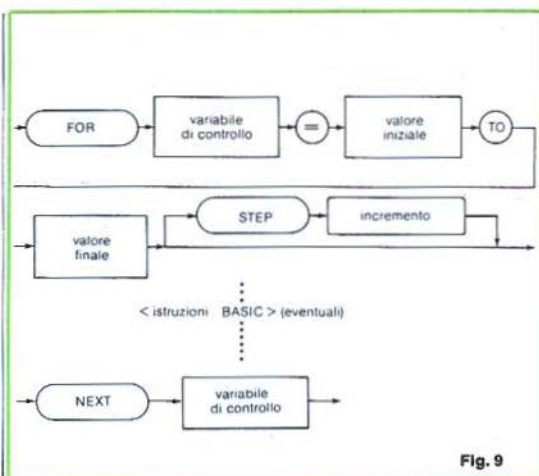 FOR
variabile
di controllo
=
valore
iniziale
TO
valore
finale
STEP
incremento
< istruzioni BASIC > (eventuali)
NEXT
variabile
di controllo
Fig. 9